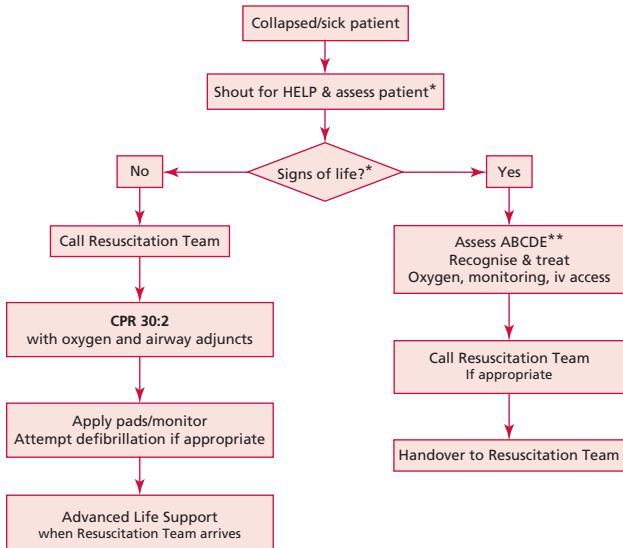 Collapsed/sick patient
Shout for HELP & assess patient*
Signs of life?*
No
Yes
Call Resuscitation Team
CPR 30:2
with oxygen and airway adjuncts
Apply pads/monitor
Attempt defibrillation if appropriate
Advanced Life Support
when Resuscitation Team arrives
Assess ABCDE**
Recognise & treat
Oxygen, monitoring, iv access
Call Resuscitation Team
If appropriate
Handover to Resuscitation Team